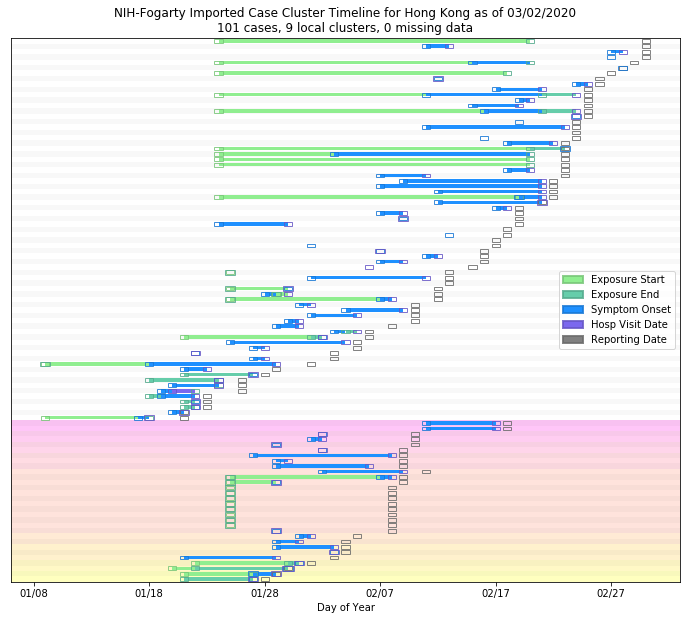 NIH-Fogarty Imported Case Cluster Timeline for Hong Kong as of 03/02/2020
101 cases, 9 local clusters, 0 missing data
Exposure Start
Exposure End
Symptom Onset
Hosp Visit Date
Reporting Date
01/08 01/18 01/28 02/07 02/17 02/27
Day of Year